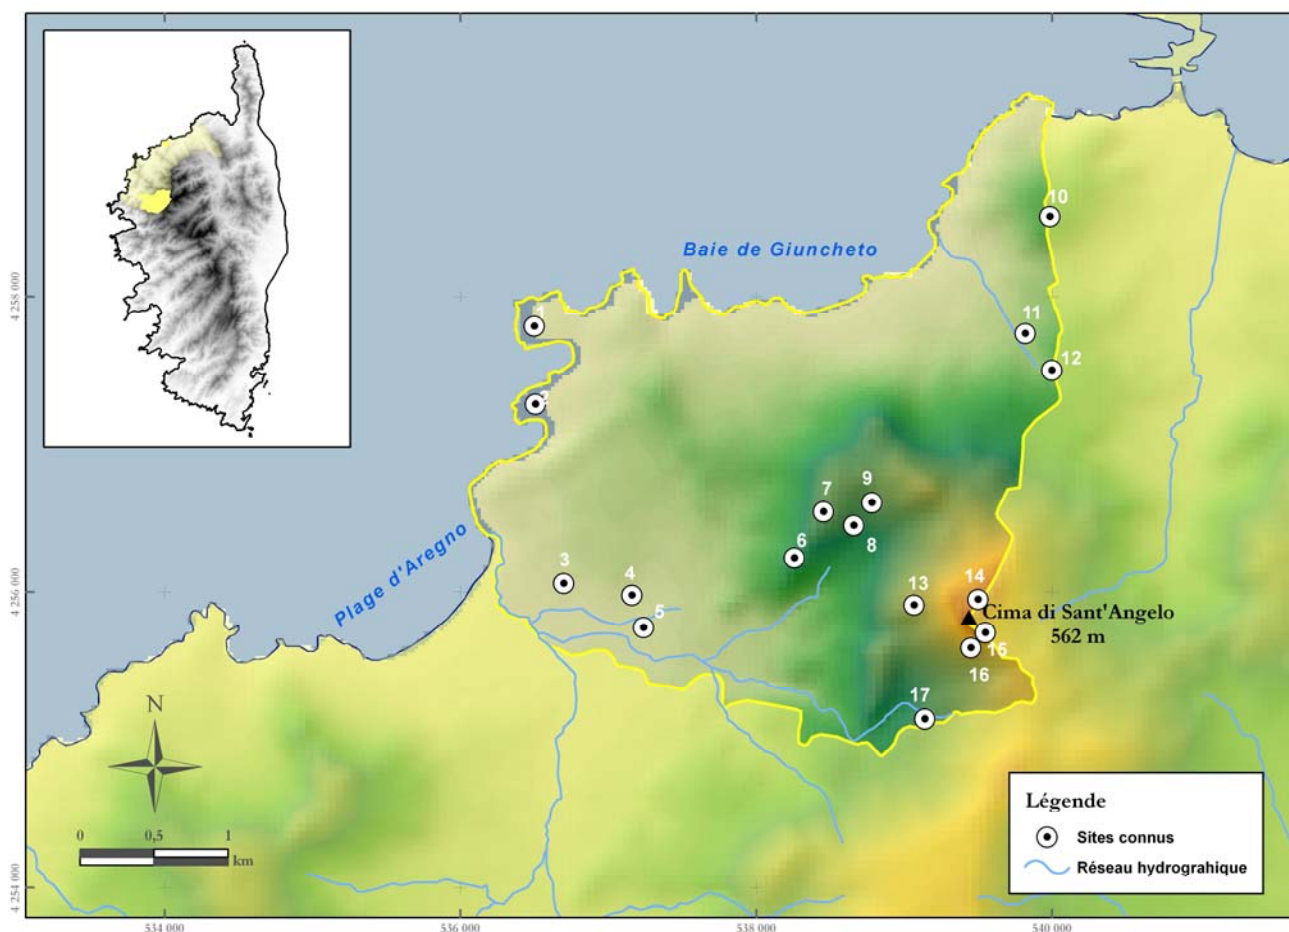 Baie de Giuncheto
Plage d'Aregno
1
2
3
4
5
6
7
8
9
10
11
12
13
14
Cima di Sant'Angelo
562 m
15
16
17
N
0
0,5
1
km
Légende
Sites connus
Réseau hydrograhique
4 258 000
4 256 000
4 254 000
534 000
536 000
538 000
540 000